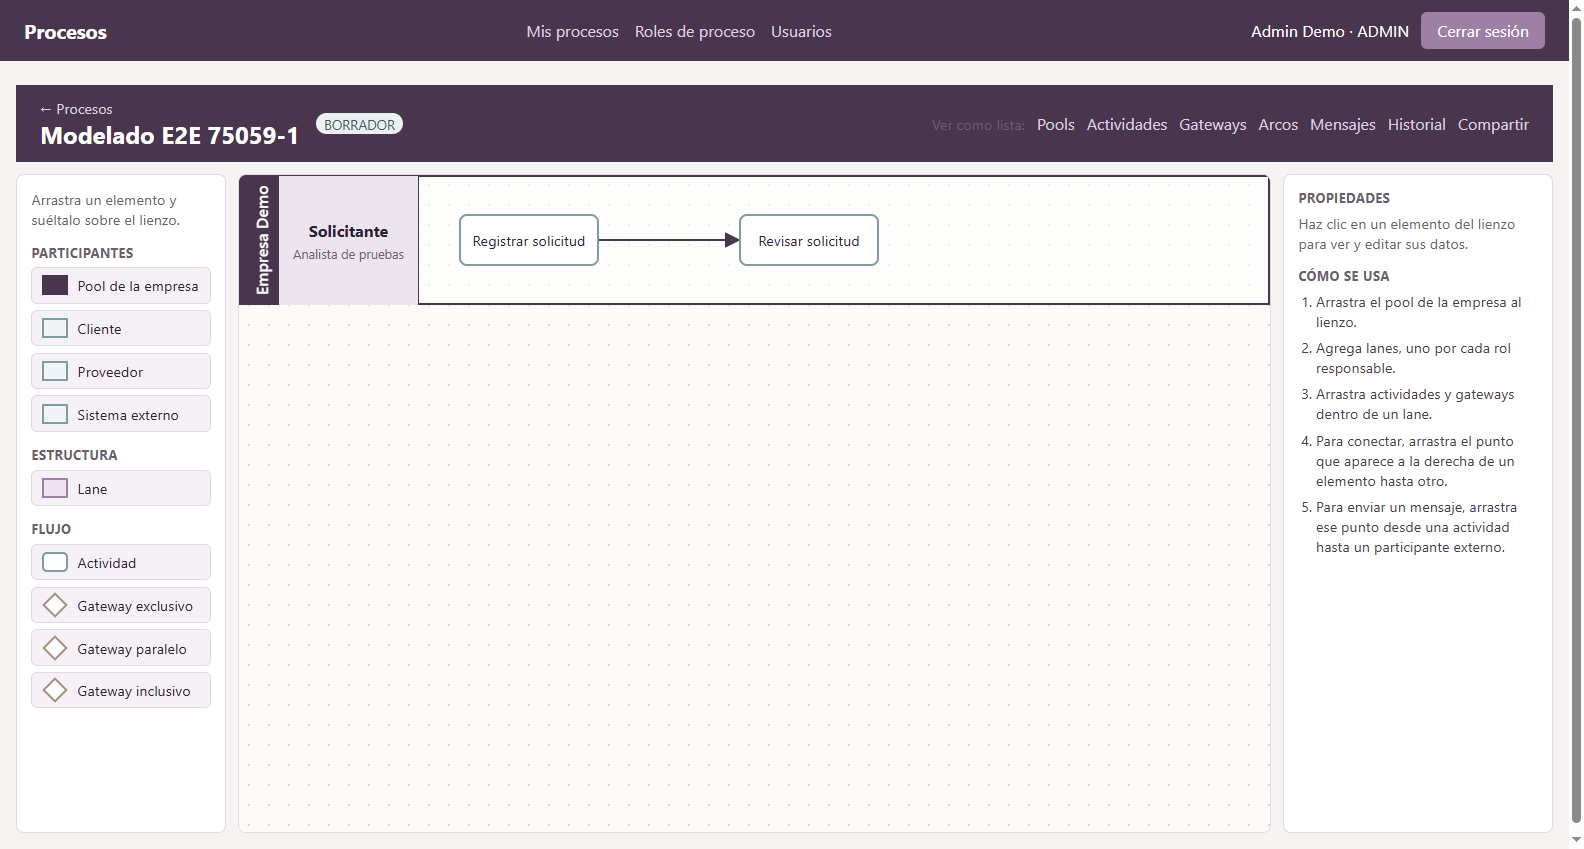 Procesos
Mis procesos
Roles de proceso
Usuarios
Admin Demo · ADMIN
Cerrar sesión
← Procesos
Modelado E2E 75059-1
BORRADOR
Ver como lista:
Pools
Actividades
Gateways
Arcos
Mensajes
Historial
Compartir
Arrastra un elemento y
suéltalo sobre el lienzo.
PARTICIPANTES
Pool de la empresa
Cliente
Proveedor
Sistema externo
ESTRUCTURA
Lane
FLUJO
Actividad
Gateway exclusivo
Gateway paralelo
Gateway inclusivo
Empresa Demo
Solicitante
Analista de pruebas
Registrar solicitud
Revisar solicitud
PROPIEDADES
Haz clic en un elemento del lienzo
para ver y editar sus datos.
CÓMO SE USA
1. Arrastra el pool de la empresa al
lienzo.
2. Agrega lanes, uno por cada rol
responsable.
3. Arrastra actividades y gateways
dentro de un lane.
4. Para conectar, arrastra el punto
que aparece a la derecha de un
elemento hasta otro.
5. Para enviar un mensaje, arrastra
ese punto desde una actividad
hasta un participante externo.